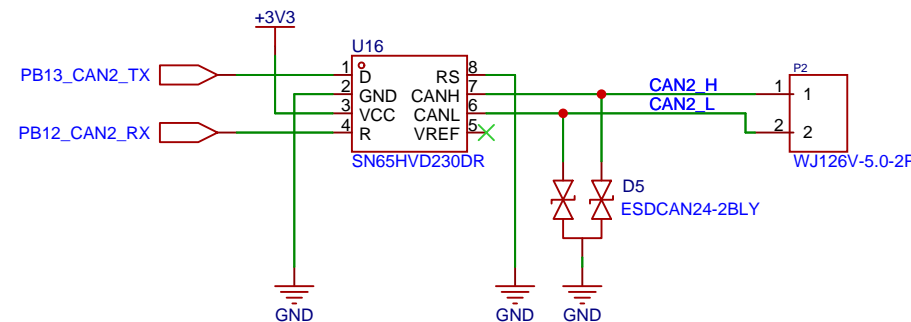 +3V3
U16
P2
PB13_CAN2_TX
1
D
RS
8
CAN2_H
2
GND
CANH
7
1
1
3
VCC
CANL
6
CAN2_L
PB12_CAN2_RX
4
R
VREF
5
2
2
SN65HVD230DR
WJ126V-5.0-2P
D5
ESDCAN24-2BLY
GND
GND
GND